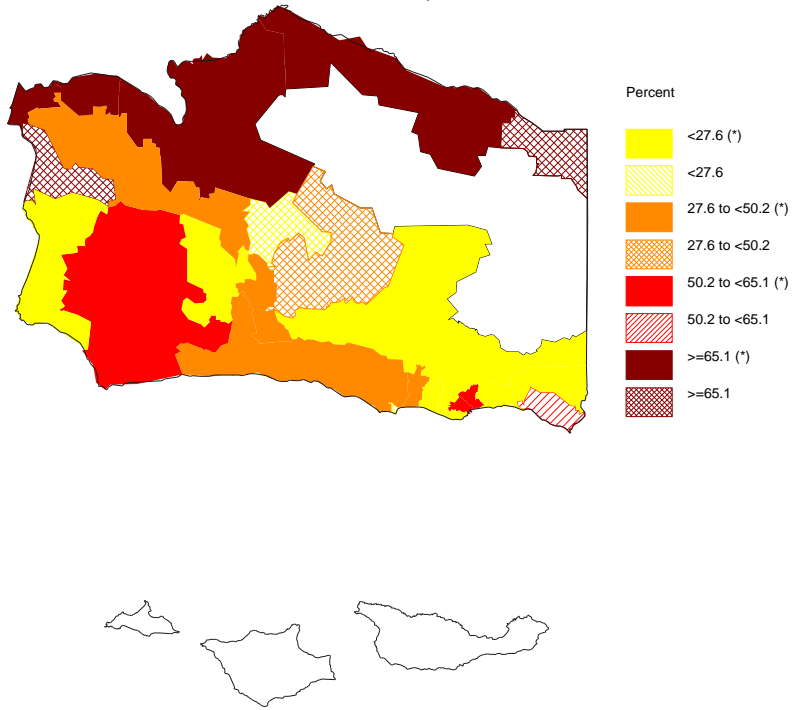 Percent
<27.6 (*)
<27.6
27.6 to <50.2 (*)
27.6 to <50.2
50.2 to <65.1 (*)
50.2 to <65.1
>=65.1 (*)
>=65.1